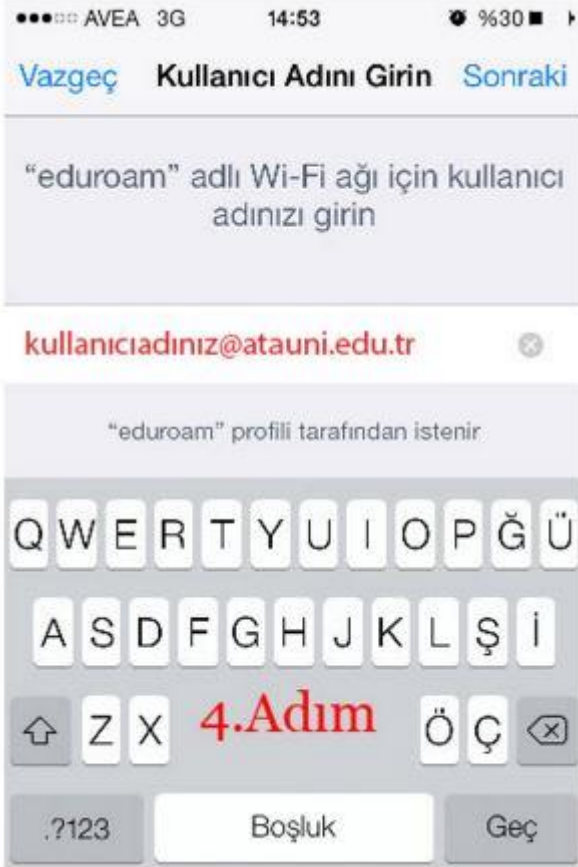 AVEA 3G 14:53 %30
Vazgeç Kullanıcı Adını Girin Sonraki
“eduroam” adlı Wi-Fi ağı için kullanıcı
adınızı girin
kullanıcıadınız@atauni.edu.tr
“eduroam” profili tarafından istenir
Q W E R T Y U I O P Ğ Ü
A S D F G H J K L Ş İ
Z X 4.Adım Ö Ç
.?123 Boşluk Geç